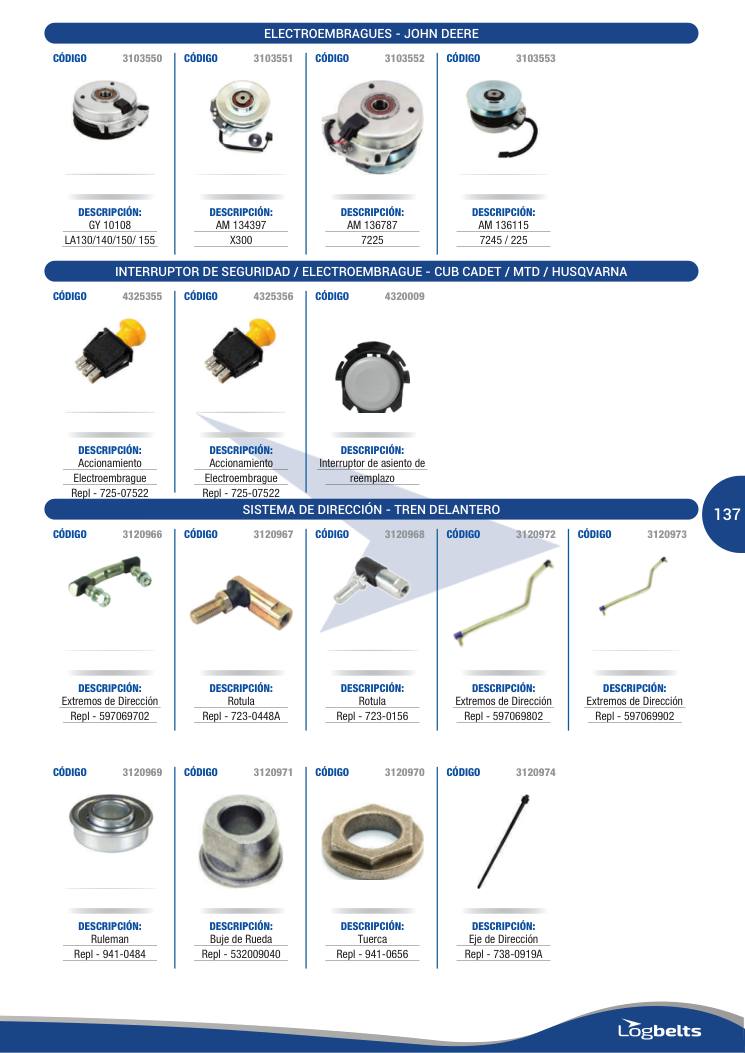 ELECTROEMBRAGUES - JOHN DEERE
CÓDIGO 3103550
DESCRIPCIÓN:
GY 10108
LA130/140/150/ 155
CÓDIGO 3103551
DESCRIPCIÓN:
AM 134397
X300
CÓDIGO 3103552
DESCRIPCIÓN:
AM 136787
7225
CÓDIGO 3103553
DESCRIPCIÓN:
AM 136115
7245 / 225
INTERRUPTOR DE SEGURIDAD / ELECTROEMBRAGUE - CUB CADET / MTD / HUSQVARNA
CÓDIGO 4325355
DESCRIPCIÓN:
Accionamiento
Electroembrague
Repl - 725-07522
CÓDIGO 4325356
DESCRIPCIÓN:
Accionamiento
Electroembrague
Repl - 725-07522
CÓDIGO 4320009
DESCRIPCIÓN:
Interruptor de asiento de
reemplazo
137
SISTEMA DE DIRECCIÓN - TREN DELANTERO
CÓDIGO 3120966
DESCRIPCIÓN:
Extremos de Dirección
Repl - 597069702
CÓDIGO 3120967
DESCRIPCIÓN:
Rotula
Repl - 723-0448A
CÓDIGO 3120968
DESCRIPCIÓN:
Rotula
Repl - 723-0156
CÓDIGO 3120972
DESCRIPCIÓN:
Extremos de Dirección
Repl - 597069802
CÓDIGO 3120973
DESCRIPCIÓN:
Extremos de Dirección
Repl - 597069902
CÓDIGO 3120969
DESCRIPCIÓN:
Ruleman
Repl - 941-0484
CÓDIGO 3120971
DESCRIPCIÓN:
Buje de Rueda
Repl - 532009040
CÓDIGO 3120970
DESCRIPCIÓN:
Tuerca
Repl - 941-0656
CÓDIGO 3120974
DESCRIPCIÓN:
Eje de Dirección
Repl - 738-0919A
Logbelts